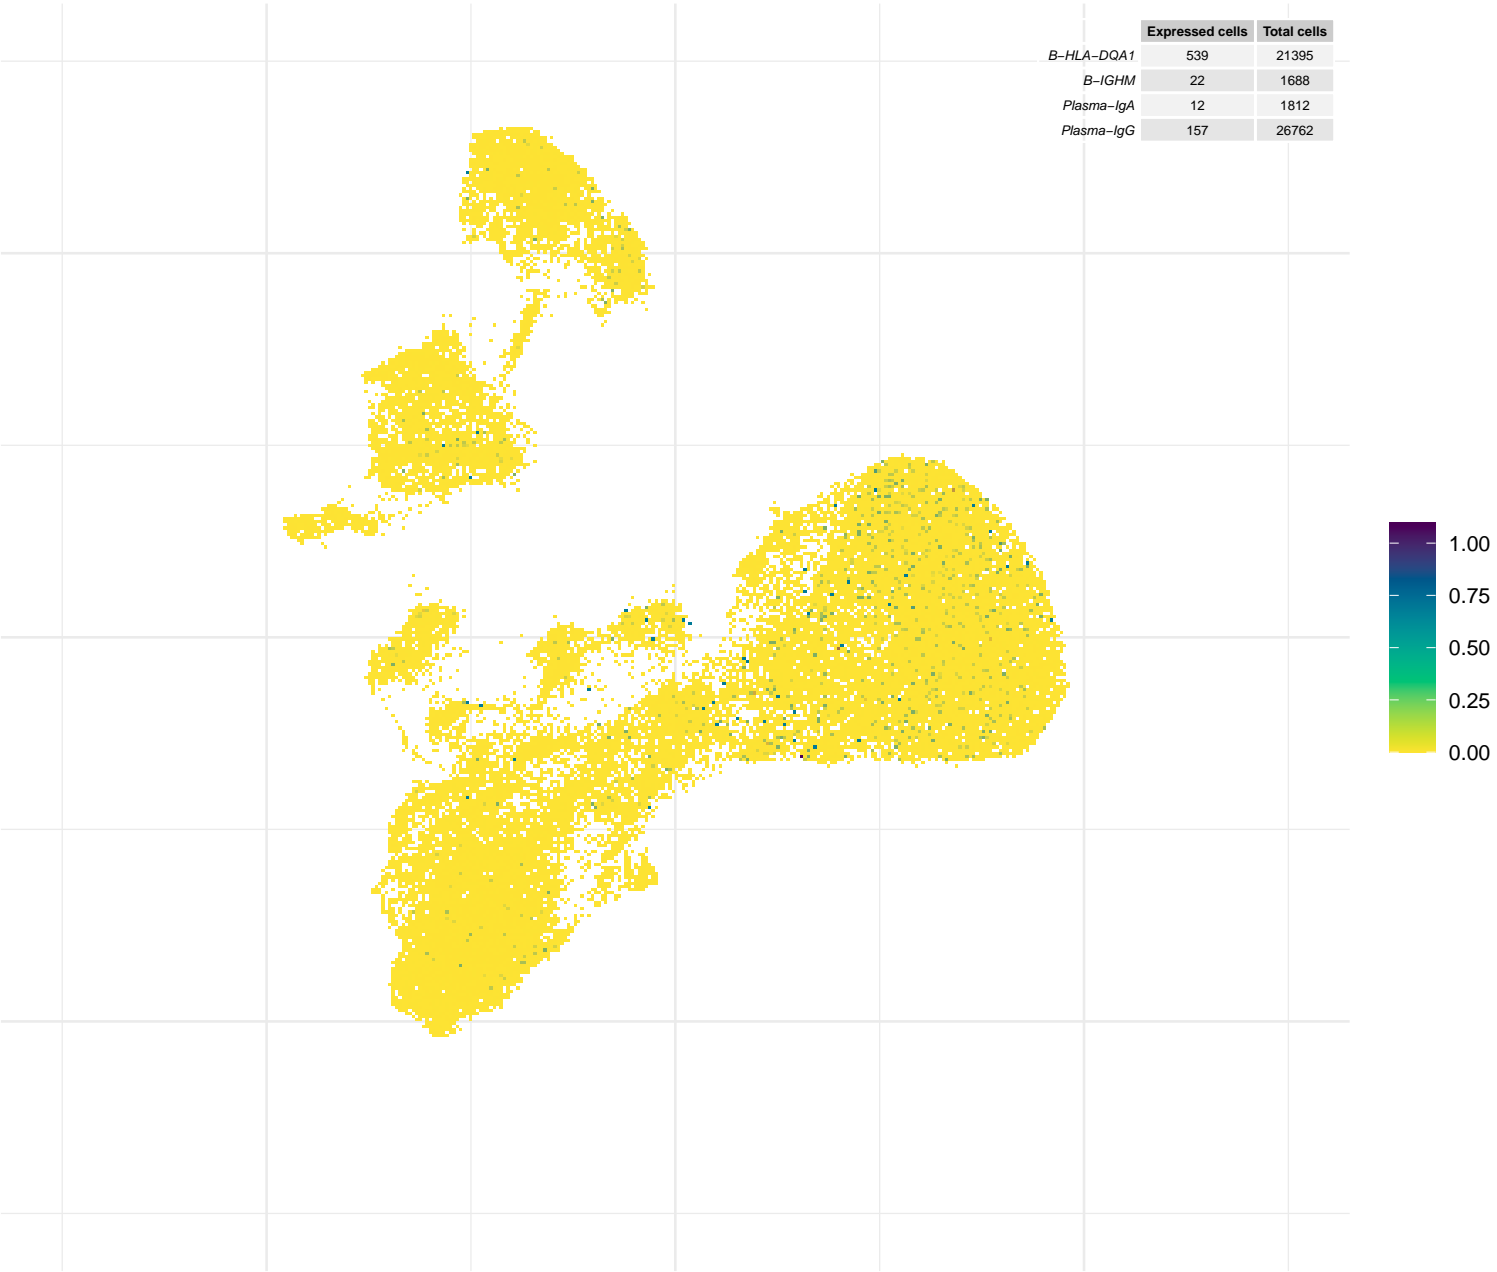 Expressed cells Total cells
B−HLA−DQA1 539 21395
B−IGHM 22 1688
Plasma−IgA 12 1812
Plasma−IgG 157 26762
1.00
0.75
0.50
0.25
0.00